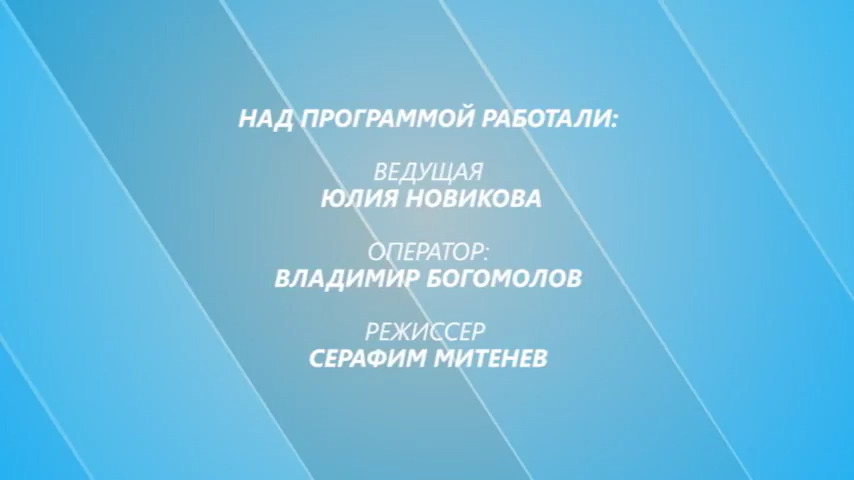 НАД ПРОГРАММОЙ РАБОТАЛИ:
ВЕДУЩАЯ
ЮЛИЯ НОВИКОВА
ОПЕРАТОР:
ВЛАДИМИР БОГОМОЛОВ
РЕЖИССЕР
СЕРАФИМ МИТЕНЕВ